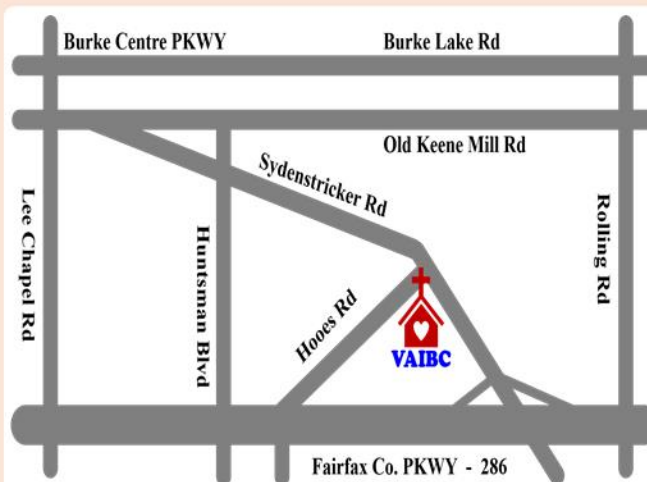 Burke Centre PKWY
Burke Lake Rd
Old Keene Mill Rd
Sydenstricker Rd
Lee Chapel Rd
Huntsman Blvd
Rolling Rd
Hooes Rd
VAIBC
Fairfax Co. PKWY - 286